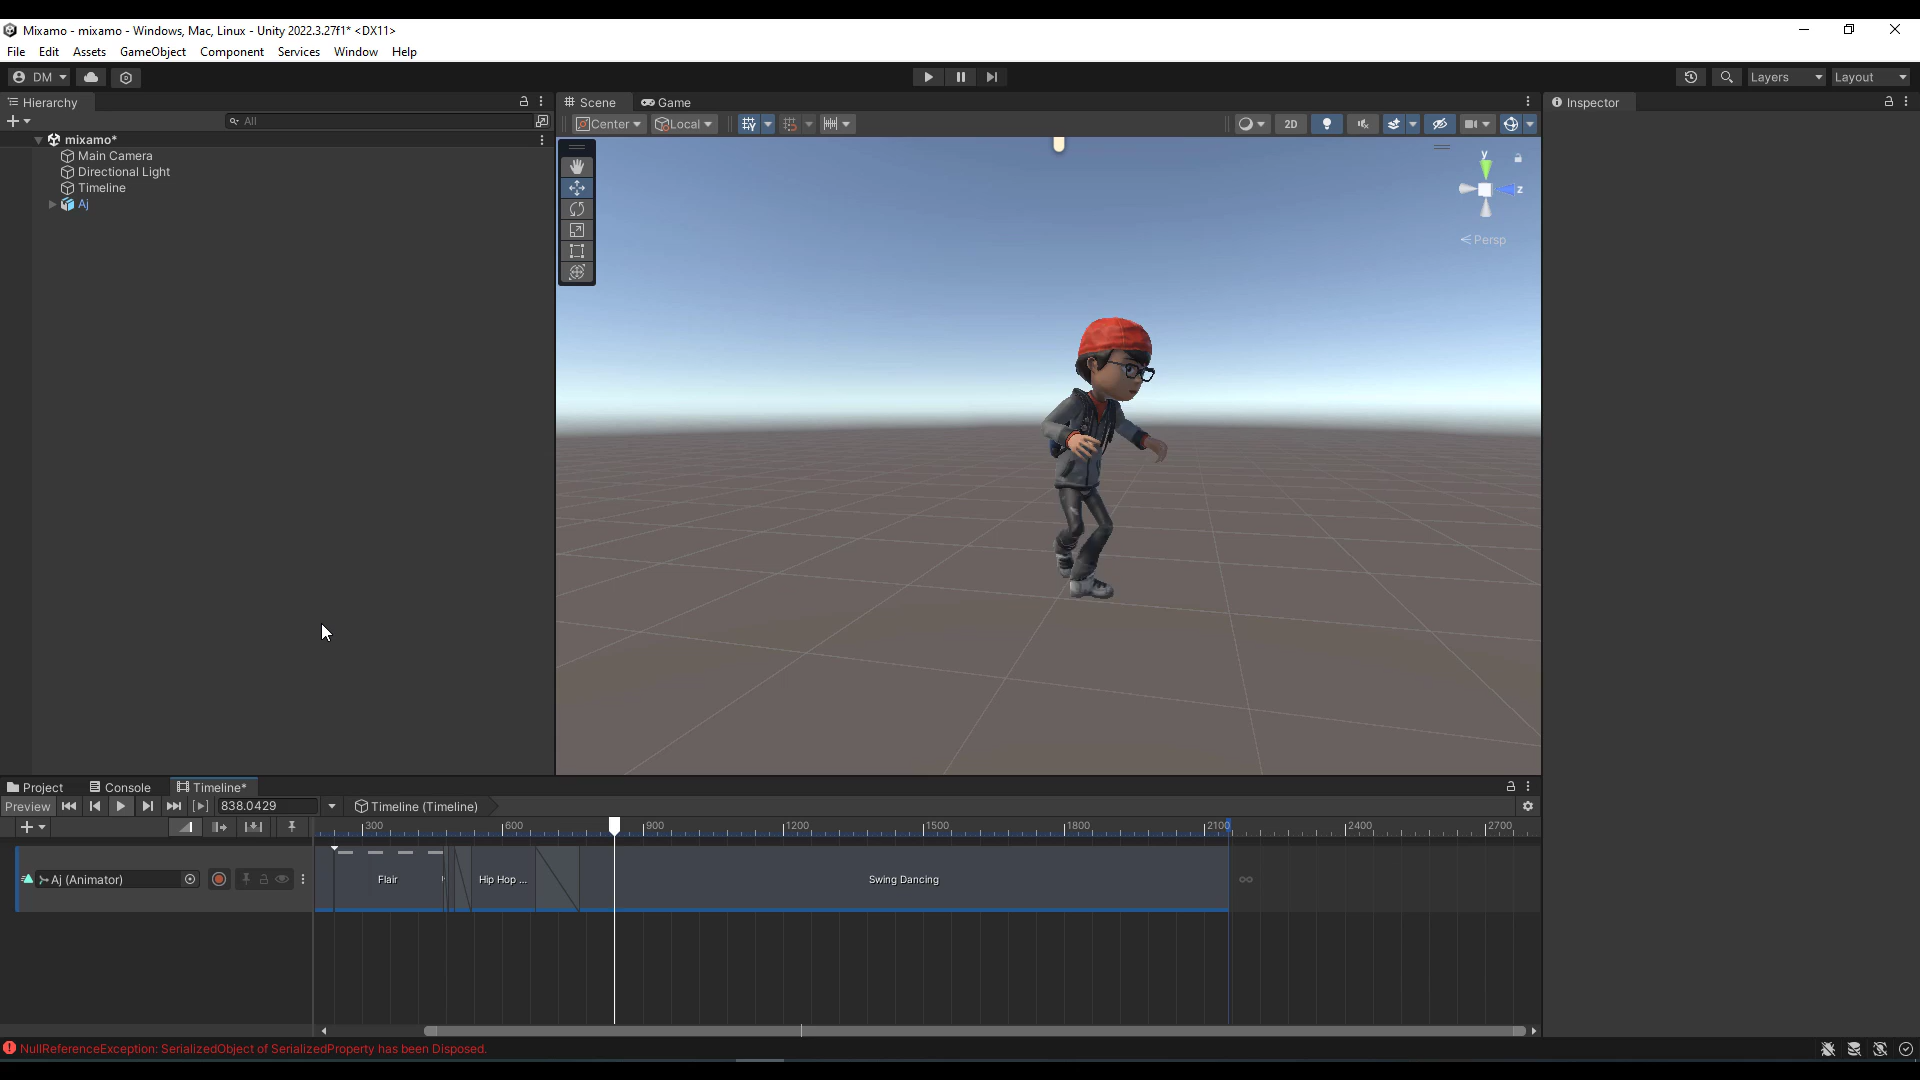 Mixamo - mixamo - Windows, Mac, Linux - Unity 2022.3.27f1* <DX11>
File Edit Assets GameObject Component Services Window Help
DM Layers Layout
Hierarchy
All
mixamo*
Main Camera
Directional Light
Timeline
Aj
Scene Game
Center Local 2D
y
z
Persp
Inspector
Project Console Timeline*
Preview 838.0429 Timeline (Timeline)
300 600 900 1200 1500 1800 2100 2400 2700
Aj (Animator) Flair Hip Hop ... Swing Dancing
NullReferenceException: SerializedObject of SerializedProperty has been Disposed.